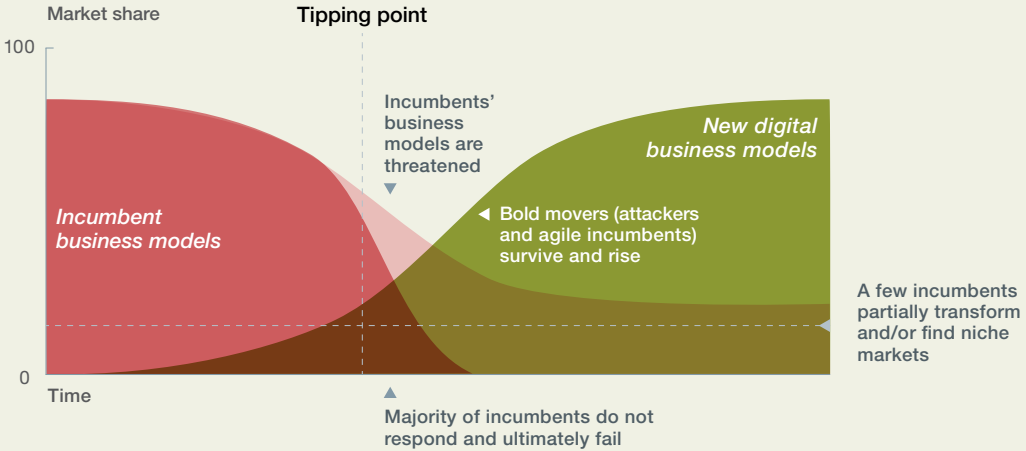 Market share
Tipping point
100
Incumbents’
business
models are
threatened
New digital
business models
Incumbent
business models
Bold movers (attackers
and agile incumbents)
survive and rise
A few incumbents
partially transform
and/or find niche
markets
0
Time
Majority of incumbents do not
respond and ultimately fail